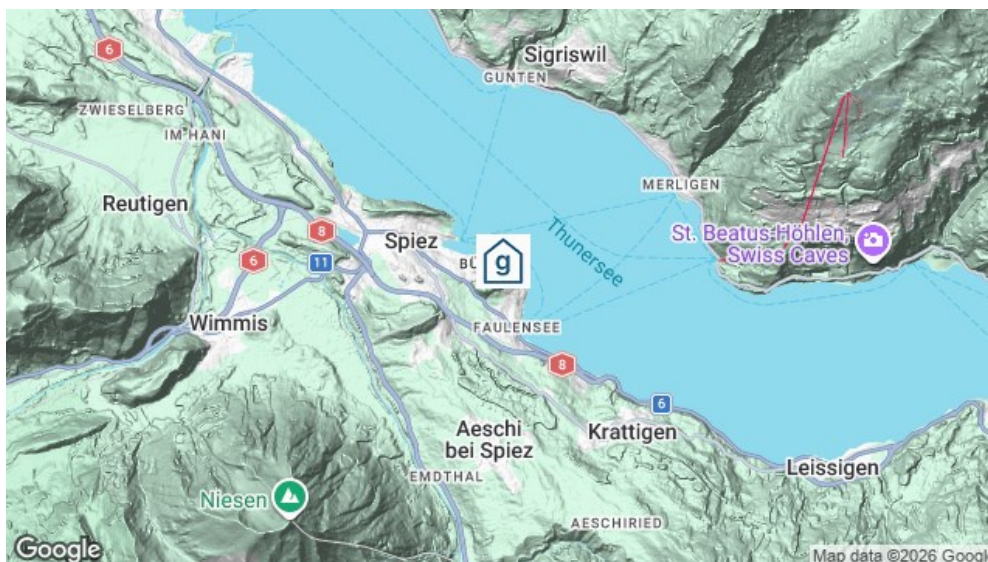 6
Sigriswil
GUNTEN
ZWIESELBERG
IM HANI
MERLIGEN
Reutigen
8
Spiez
Thunersee
St. Beatus-Höhlen
Swiss Caves
6
11
g
Wimmis
FAULENSEE
8
6
Aeschi
bei Spiez
Krattigen
Leissigen
EMDTHAL
Niesen
AESCHIRIED
Google
Map data ©2026 Google